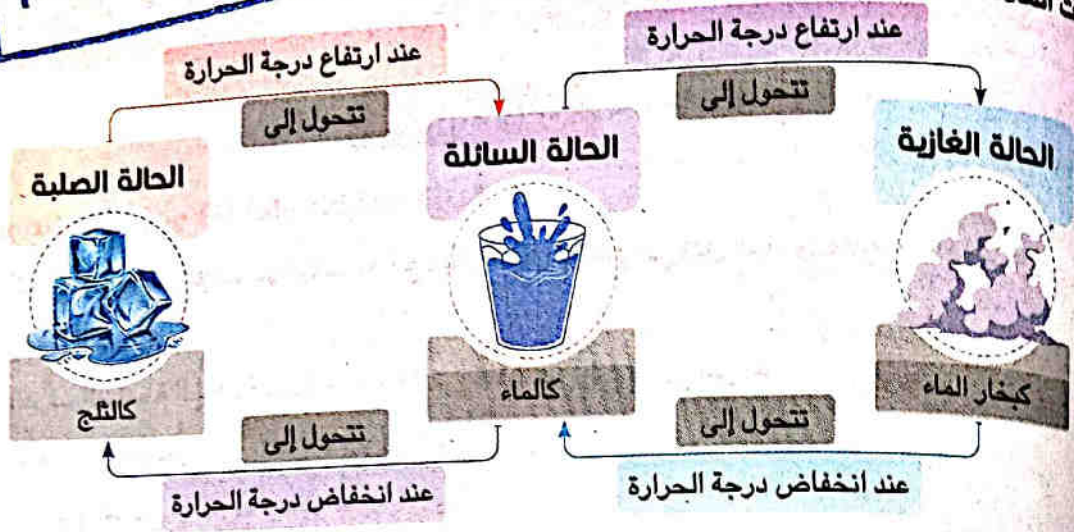 عند ارتفاع درجة الحرارة
تتحول إلى
عند ارتفاع درجة الحرارة
تتحول إلى
الحالة الغازية
الحالة السائلة
الحالة الصلبة
كبخار الماء
كالماء
كالثلج
تتحول إلى
عند انخفاض درجة الحرارة
تتحول إلى
عند انخفاض درجة الحرارة